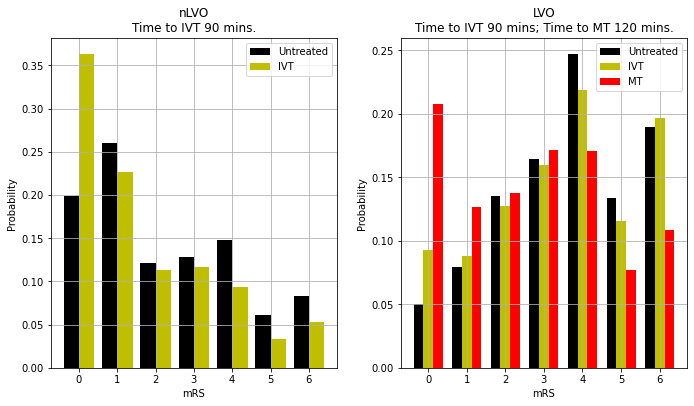 nLVO
Time to IVT 90 mins.
Untreated
IVT
0.35
0.30
0.25
0.20
0.15
0.10
0.05
0.00
Probability
0 1 2 3 4 5 6
mRS
LVO
Time to IVT 90 mins; Time to MT 120 mins.
Untreated
IVT
MT
0.25
0.20
0.15
0.10
0.05
0.00
Probability
0 1 2 3 4 5 6
mRS